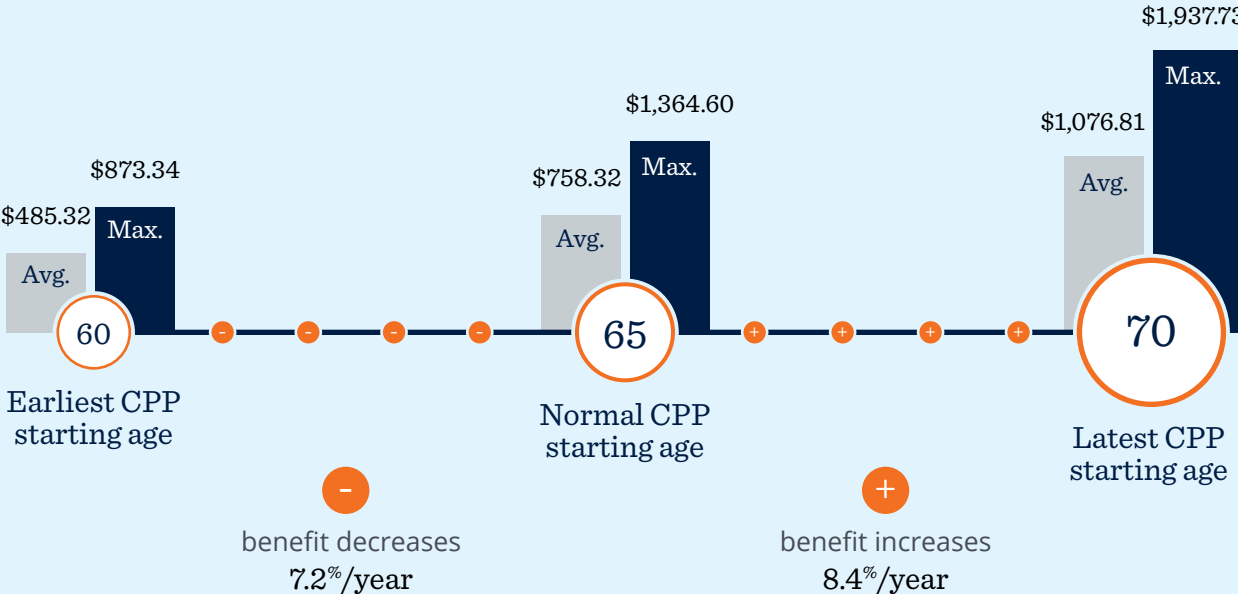 $485.32
Avg.
$873.34
Max.
60
Earliest CPP
starting age
-
-
-
-
$758.32
Avg.
$1,364.60
Max.
65
Normal CPP
starting age
+
+
+
+
$1,076.81
Avg.
$1,937.73
Max.
70
Latest CPP
starting age
-
benefit decreases
7.2%/year
+
benefit increases
8.4%/year